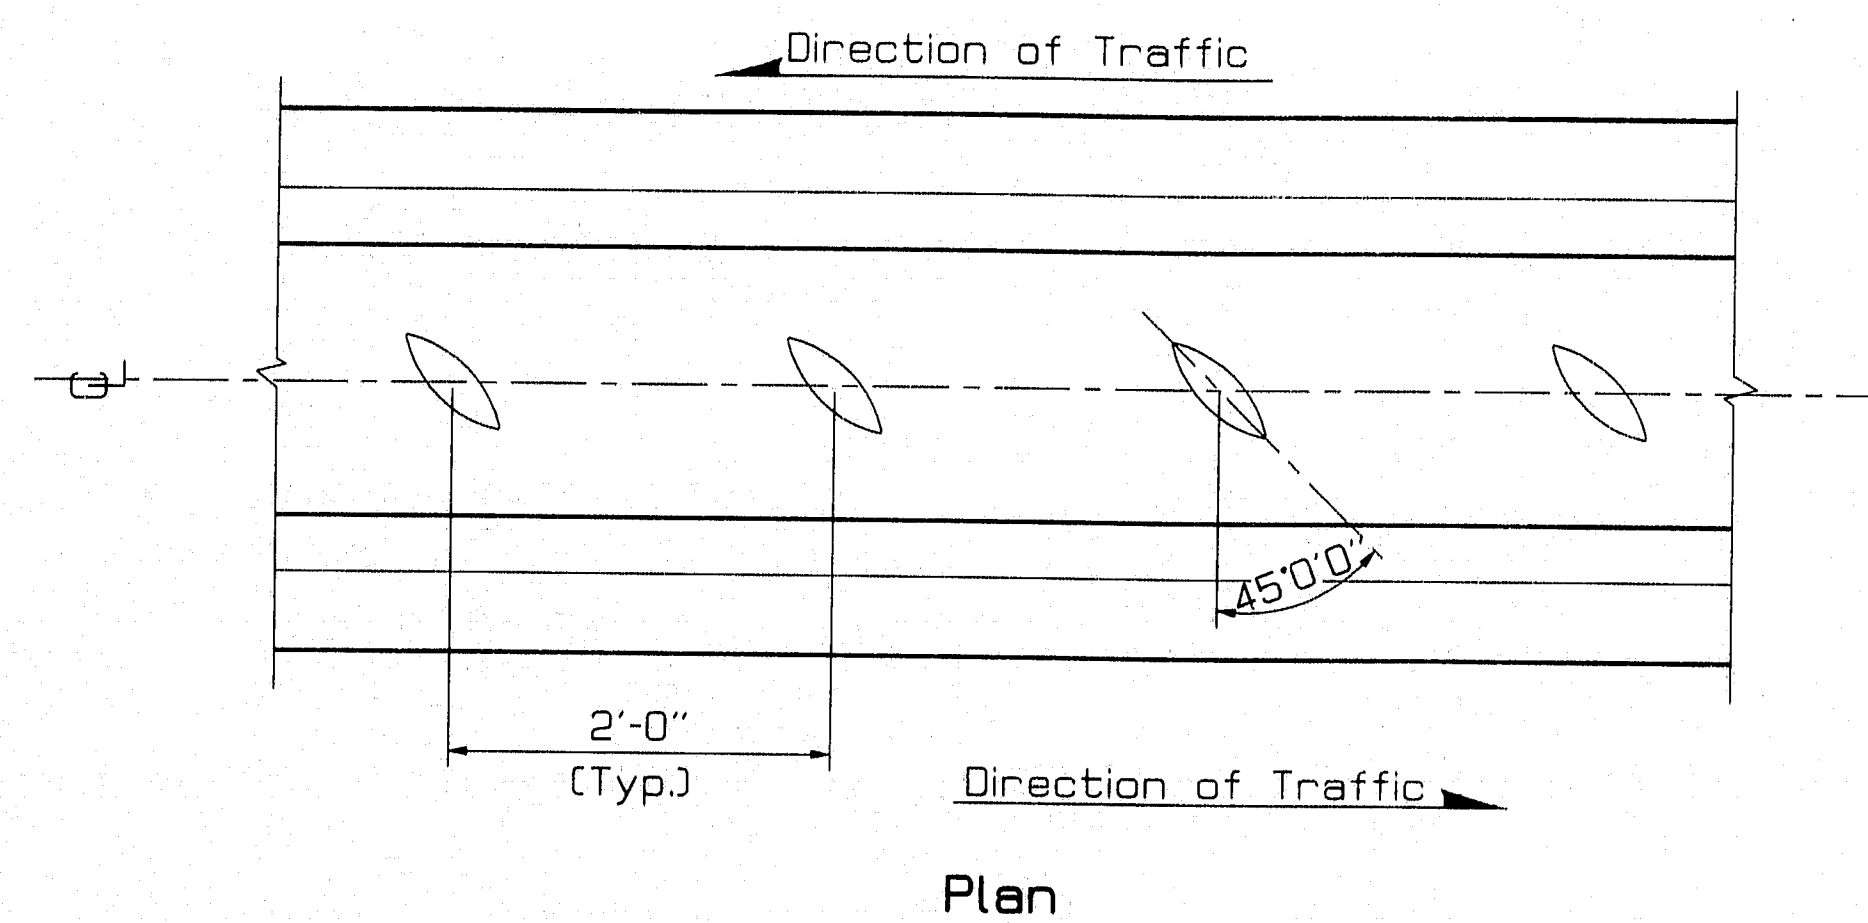 Direction of Traffic
℄
45°0'0"
2'-0"
(Typ.)
Direction of Traffic
Plan